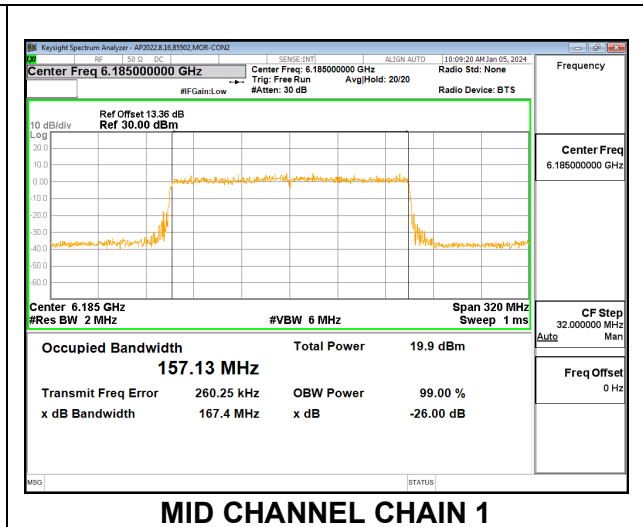 Keysight Spectrum Analyzer - AP2022.8.16,85502,MOR-CON2
RF 50 Ω DC SENSE:INT ALIGN AUTO 10:09:20 AM Jan 05, 2024
Center Freq 6.185000000 GHz Center Freq: 6.185000000 GHz Radio Std: None
Trig: Free Run Avg|Hold: 20/20
#IFGain:Low #Atten: 30 dB Radio Device: BTS
Frequency
Ref Offset 13.36 dB
10 dB/div Ref 30.00 dBm
Log
20.0
10.0
0.00
-10.0
-20.0
-30.0
-40.0
-50.0
-60.0
Center Freq
6.185000000 GHz
Center 6.185 GHz Span 320 MHz
#Res BW 2 MHz #VBW 6 MHz Sweep 1 ms
CF Step
32.000000 MHz
Auto Man
Occupied Bandwidth Total Power 19.9 dBm
157.13 MHz
Transmit Freq Error 260.25 kHz OBW Power 99.00 %
x dB Bandwidth 167.4 MHz x dB -26.00 dB
Freq Offset
0 Hz
MSG STATUS
MID CHANNEL CHAIN 1